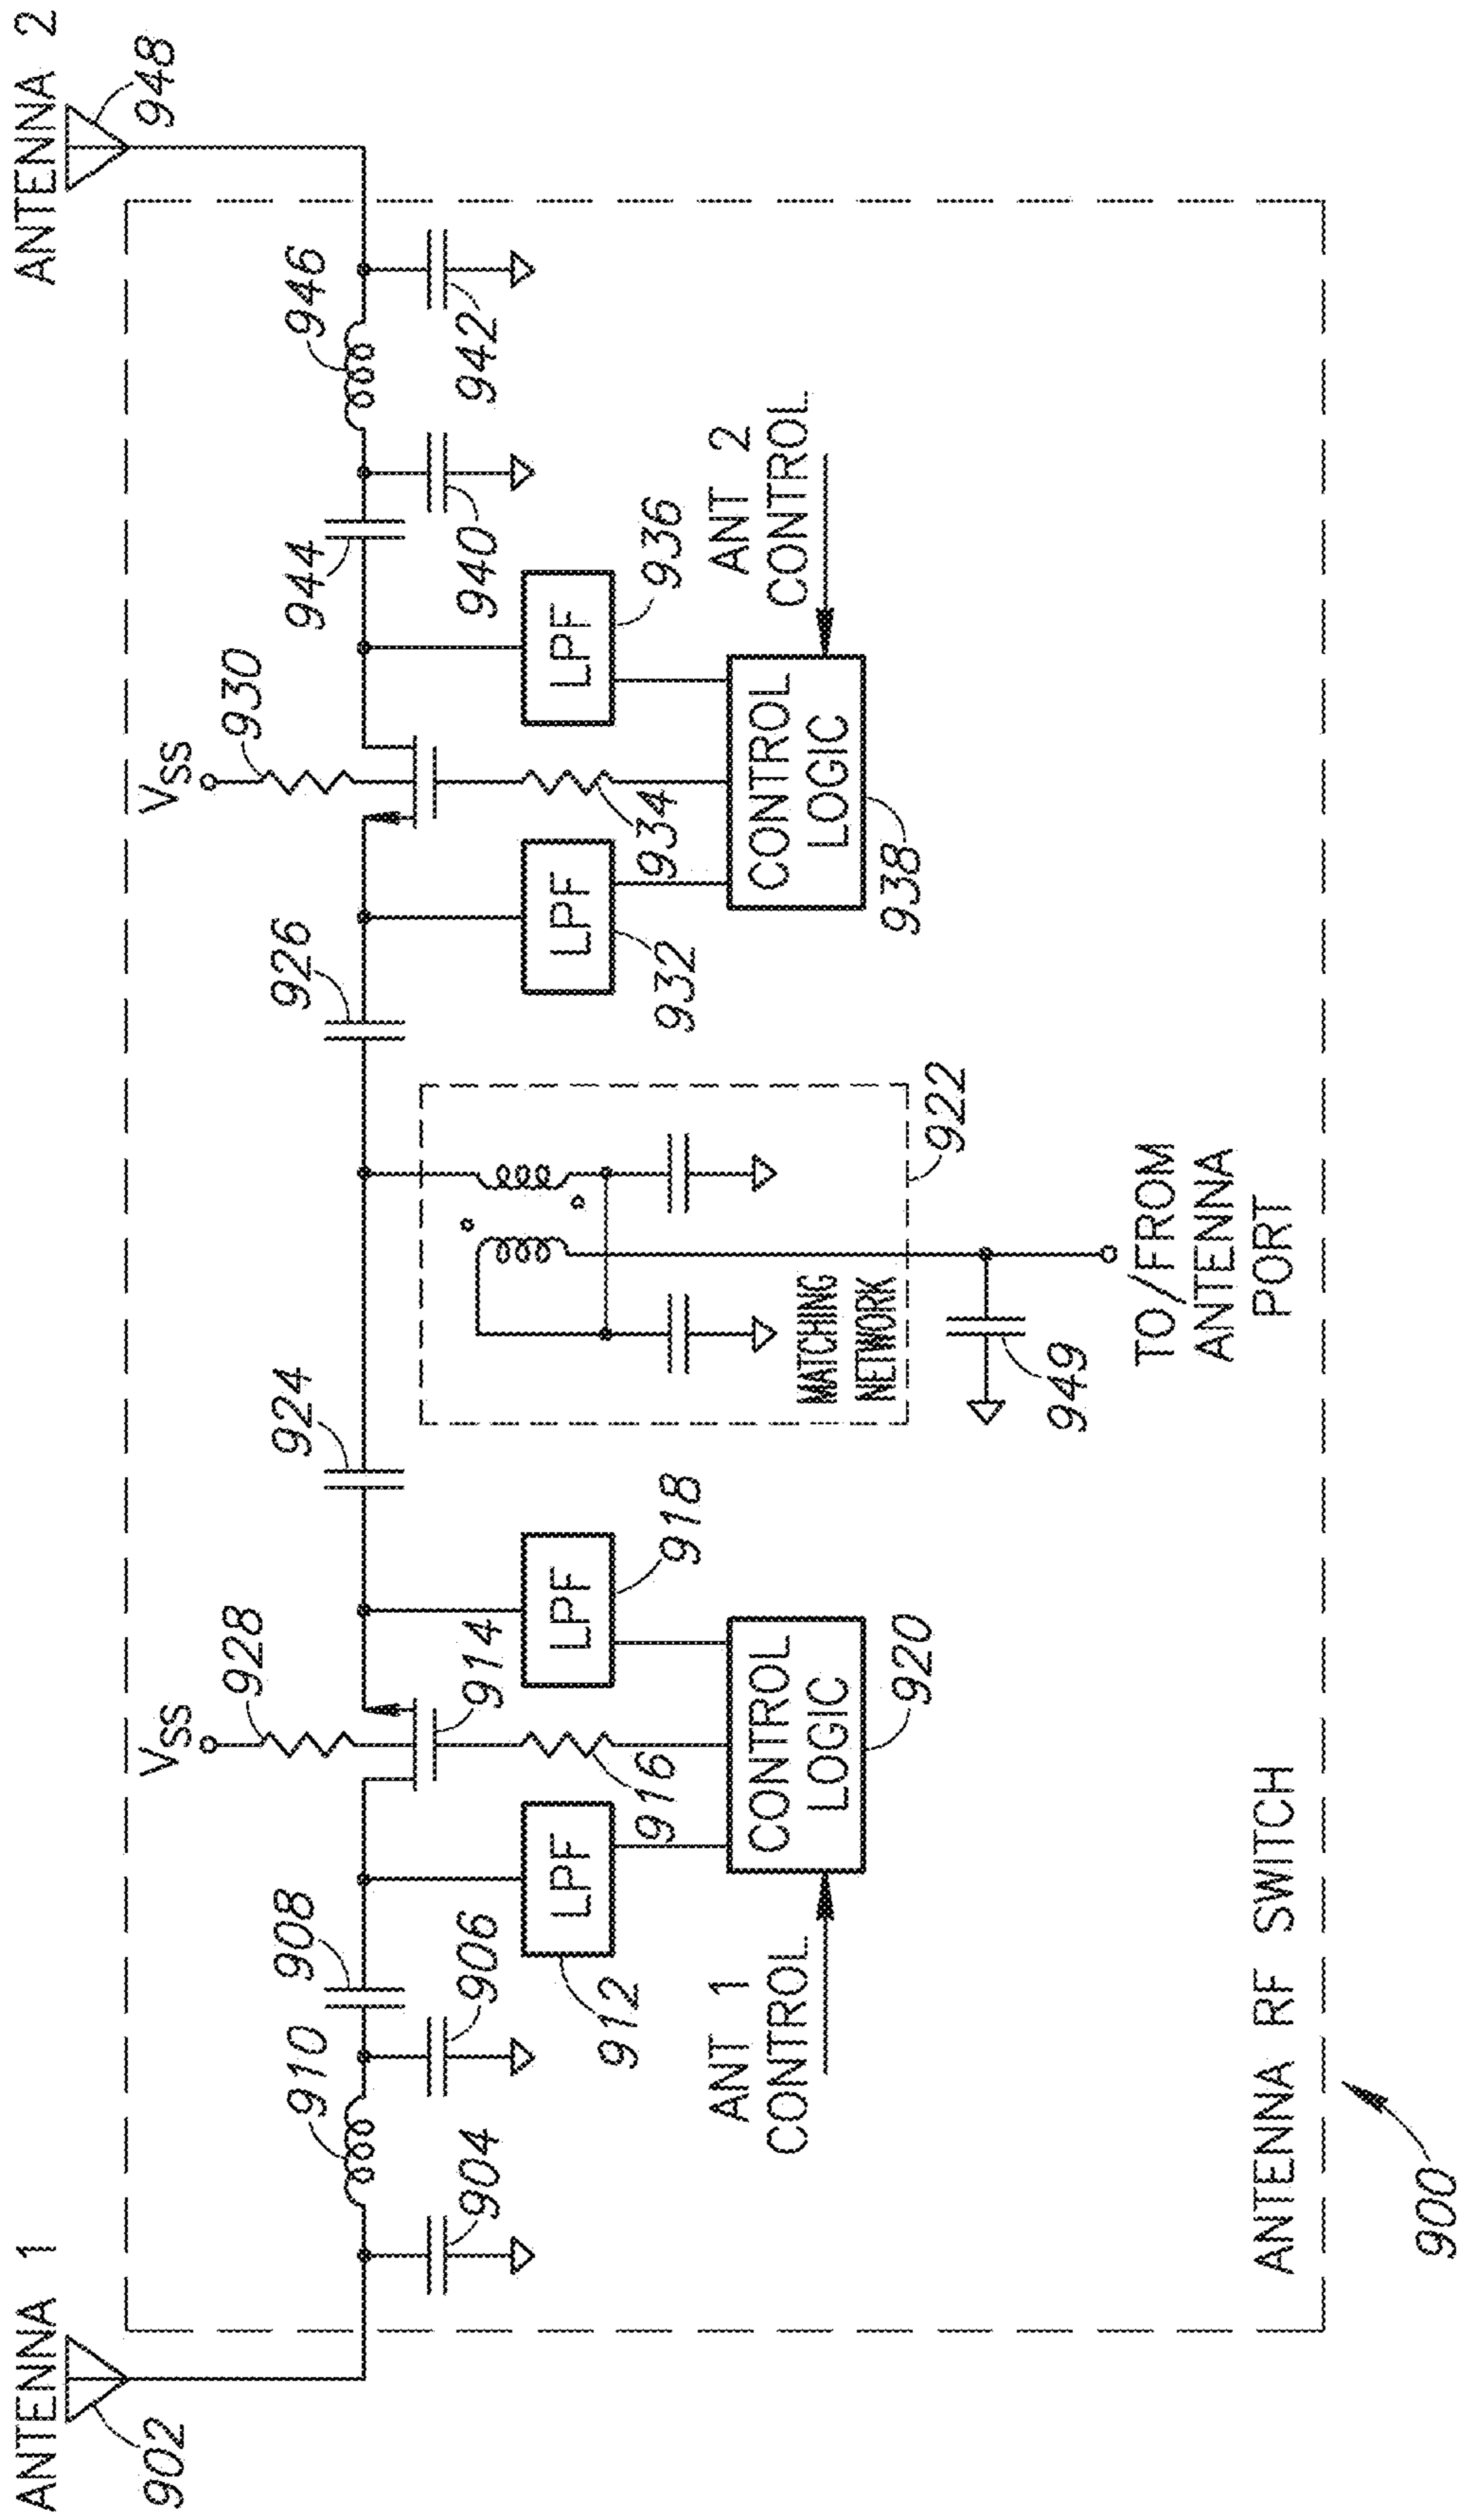 ANTENNA 1
902
ANTENNA 2
948
VSS
928
VSS
930
910
908
924
926
944
946
904
906
914
918
940
942
LPF
LPF
LPF
LPF
912
916
932
934
936
MATCHING
NETWORK
922
ANT 1
CONTROL
CONTROL
LOGIC
920
CONTROL
LOGIC
938
ANT 2
CONTROL
949
TO/FROM
ANTENNA
PORT
ANTENNA RF SWITCH
900